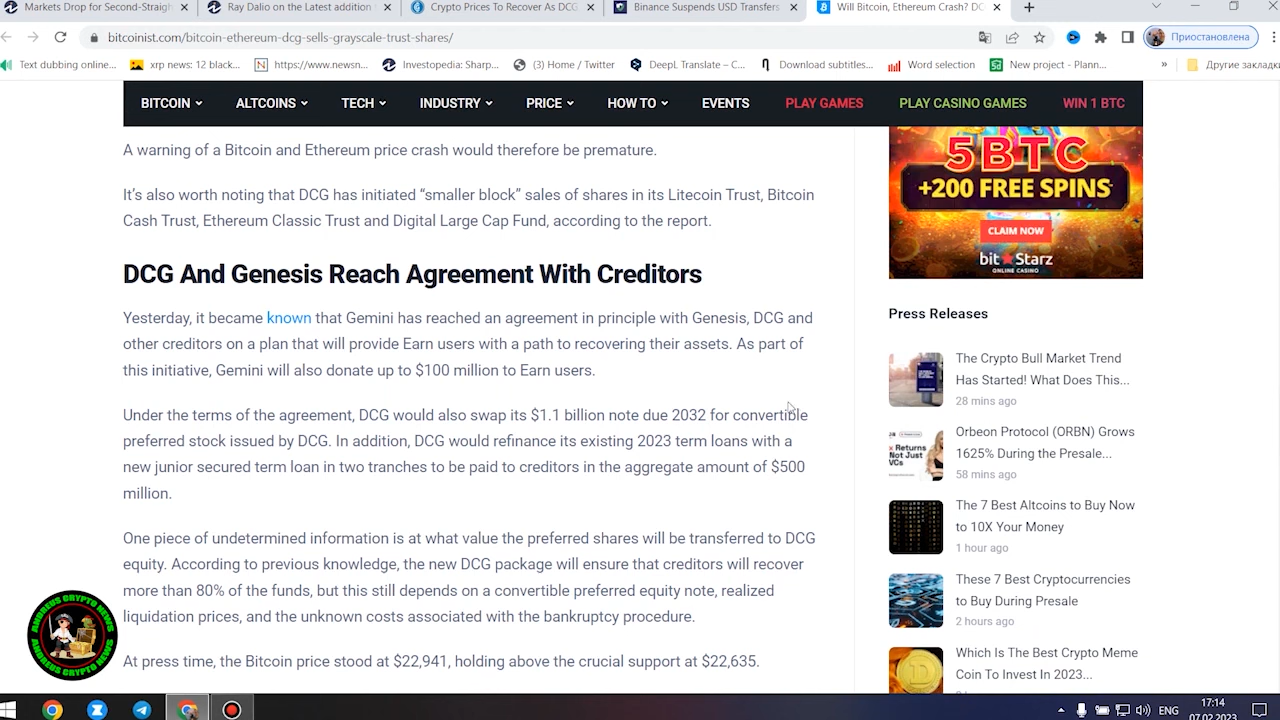 Markets Drop for Second-Straigh
Ray Dalio on the Latest addition
Crypto Prices To Recover As DCG
Binance Suspends USD Transfers
Will Bitcoin, Ethereum Crash? DC
bitcoinist.com/bitcoin-ethereum-dcg-sells-grayscale-trust-shares/
Приостановлена
Text dubbing online...
xrp news: 12 black...
https://www.newsn...
Investopedia: Sharp...
(3) Home / Twitter
DeepL Translate – C...
Download subtitles...
Word selection
New project - Plann...
»
Другие закладки
BITCOIN
ALTCOINS
TECH
INDUSTRY
PRICE
HOW TO
EVENTS
PLAY GAMES
PLAY CASINO GAMES
WIN 1 BTC
A warning of a Bitcoin and Ethereum price crash would therefore be premature.
It’s also worth noting that the DCG has initiated “smaller block” sales of shares in its Litecoin Trust, Bitcoin
Cash Trust, Ethereum Classic Trust and Digital Large Cap Fund, according to the report.
DCG And Genesis Reach Agreement With Creditors
Yesterday, it became known that Gemini has reached an agreement in principle with Genesis, DCG and
other creditors on a plan that will provide Earn users with a path to recovering their assets. As part of
this initiative, Gemini will also donate up to $100 million to Earn users.
Under the terms of the agreement, DCG would also swap its $1.1 billion note due 2032 for convertible
preferred stock issued by DCG. In addition, DCG would refinance its existing 2023 term loans with a
new junior secured term loan in two tranches to be paid to creditors in the aggregate amount of $500
million.
One piece of indetermined information is at what value the preferred shares will be transferred to DCG
equity. According to previous knowledge, the new DCG package will ensure that creditors will recover
more than 80% of the funds, but this still depends on a convertible preferred equity note, realized
liquidation prices, and the unknown costs associated with the bankruptcy procedure.
At press time, the Bitcoin price stood at $22,941, holding above the crucial support at $22,635.
5BTC
+200 FREE SPINS
CLAIM NOW
bitStarz
ONLINE CASINO
Press Releases
The Crypto Bull Market Trend
Has Started! What Does This...
28 mins ago
Returns
Not Just
VCs
Orbeon Protocol (ORBN) Grows
1625% During the Presale...
58 mins ago
The 7 Best Altcoins to Buy Now
to 10X Your Money
1 hour ago
These 7 Best Cryptocurrencies
to Buy During Presale
2 hours ago
Which Is The Best Crypto Meme
Coin To Invest In 2023...
ANDREUS CRYPTO NEWS
ANDREUS CRYPTO NEWS
ENG
17:14
07.02.2023